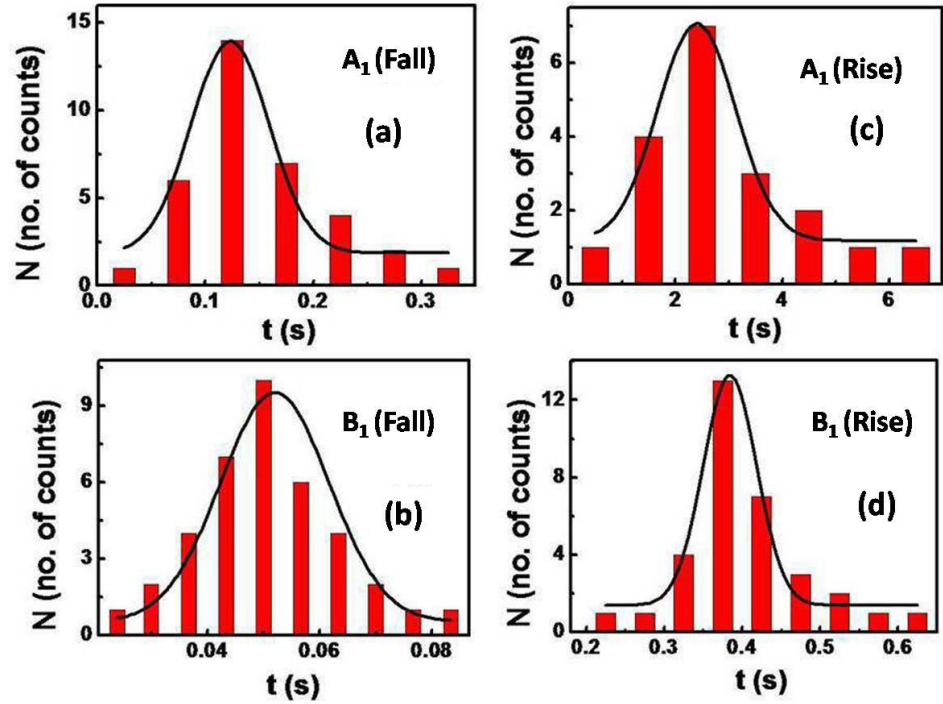 15
10
5
0
0.0 0.1 0.2 0.3
t (s)
N (no. of counts)
A₁ (Fall)
(a)
6
4
2
0
0 2 4 6
t (s)
N (no. of counts)
A₁ (Rise)
(c)
9
6
3
0
0.04 0.06 0.08
t (s)
N (no. of counts)
B₁ (Fall)
(b)
12
8
4
0
0.2 0.3 0.4 0.5 0.6
t (s)
N (no. of counts)
B₁ (Rise)
(d)